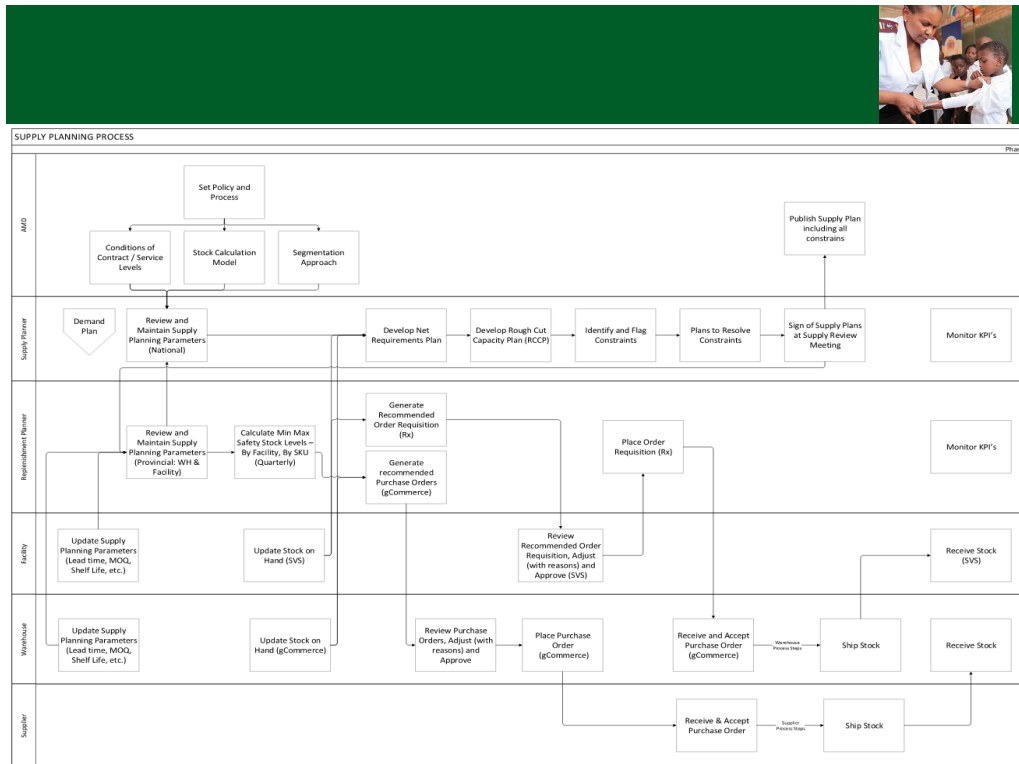 SUPPLY PLANNING PROCESS
Phas
AMD
Set Policy and
Process
Conditions of
Contract / Service
Levels
Stock Calculation
Model
Segmentation
Approach
Publish Supply Plan
including all
constrains
Supply Planner
Demand
Plan
Review and
Maintain Supply
Planning Parameters
(National)
Develop Net
Requirements Plan
Develop Rough Cut
Capacity Plan (RCCP)
Identify and Flag
Constraints
Plans to Resolve
Constraints
Sign of Supply Plans
at Supply Review
Meeting
Monitor KPI's
Replenishment Planner
Review and
Maintain Supply
Planning Parameters
(Provincial: WH &
Facility)
Calculate Min Max
Safety Stock Levels –
By Facility, By SKU
(Quarterly)
Generate
Recommended
Order Requisition
(Rx)
Generate
recommended
Purchase Orders
(gCommerce)
Place Order
Requisition (Rx)
Monitor KPI's
Facility
Update Supply
Planning Parameters
(Lead time, MOQ,
Shelf Life, etc.)
Update Stock on
Hand (SVS)
Review
Recommended Order
Requisition, Adjust
(with reasons) and
Approve (SVS)
Receive Stock
(SVS)
Warehouse
Update Supply
Planning Parameters
(Lead time, MOQ,
Shelf Life, etc.)
Update Stock on
Hand (gCommerce)
Review Purchase
Orders, Adjust (with
reasons) and
Approve
Place Purchase
Order
(gCommerce)
Receive and Accept
Purchase Order
(gCommerce)
Warehouse
Process Steps
Ship Stock
Receive Stock
Supplier
Receive & Accept
Purchase Order
Supplier
Process Steps
Ship Stock